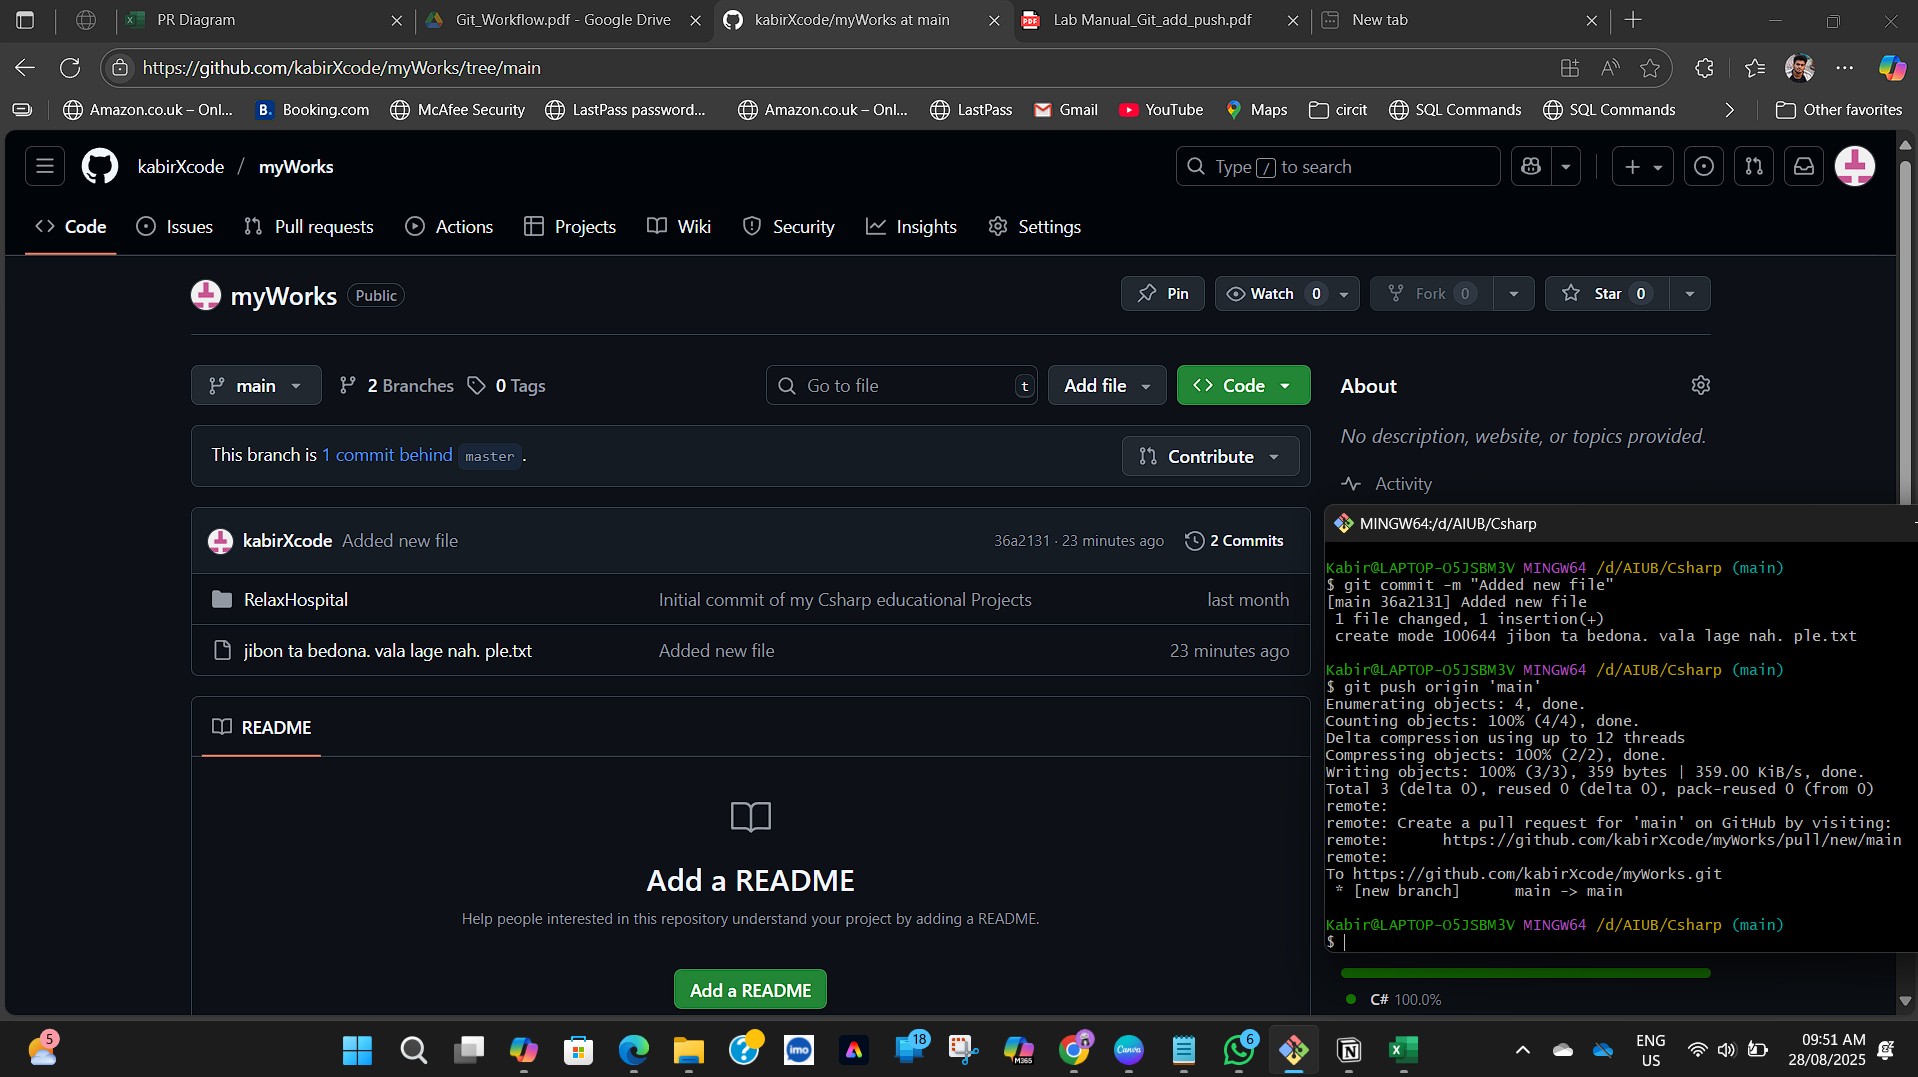 PR Diagram
Git_Workflow.pdf - Google Drive
kabirXcode/myWorks at main
Lab Manual_Git_add_push.pdf
New tab
https://github.com/kabirXcode/myWorks/tree/main
Amazon.co.uk – Onl...
Booking.com
McAfee Security
LastPass password...
Amazon.co.uk – Onl...
LastPass
Gmail
YouTube
Maps
circit
SQL Commands
SQL Commands
Other favorites
kabirXcode / myWorks
Type / to search
Code
Issues
Pull requests
Actions
Projects
Wiki
Security
Insights
Settings
myWorks Public
Pin
Watch 0
Fork 0
Star 0
main
2 Branches
0 Tags
Go to file t
Add file
Code
About
This branch is 1 commit behind master .
Contribute
No description, website, or topics provided.
Activity
kabirXcode Added new file
36a2131 · 23 minutes ago
2 Commits
RelaxHospital
Initial commit of my Csharp educational Projects
last month
jibon ta bedona. vala lage nah. ple.txt
Added new file
23 minutes ago
README
Add a README
Help people interested in this repository understand your project by adding a README.
Add a README
MINGW64:/d/AIUB/Csharp
Kabir@LAPTOP-O5JSBM3V MINGW64 /d/AIUB/Csharp (main)
$ git commit -m "Added new file"
[main 36a2131] Added new file
1 file changed, 1 insertion(+)
create mode 100644 jibon ta bedona. vala lage nah. ple.txt
Kabir@LAPTOP-O5JSBM3V MINGW64 /d/AIUB/Csharp (main)
$ git push origin 'main'
Enumerating objects: 4, done.
Counting objects: 100% (4/4), done.
Delta compression using up to 12 threads
Compressing objects: 100% (2/2), done.
Writing objects: 100% (3/3), 359 bytes | 359.00 KiB/s, done.
Total 3 (delta 0), reused 0 (delta 0), pack-reused 0 (from 0)
remote:
remote: Create a pull request for 'main' on GitHub by visiting:
remote:      https://github.com/kabirXcode/myWorks/pull/new/main
remote:
To https://github.com/kabirXcode/myWorks.git
* [new branch]      main -> main
Kabir@LAPTOP-O5JSBM3V MINGW64 /d/AIUB/Csharp (main)
$
C# 100.0%
5
imo
18
M365
Canva
6
ENG
US
09:51 AM
28/08/2025